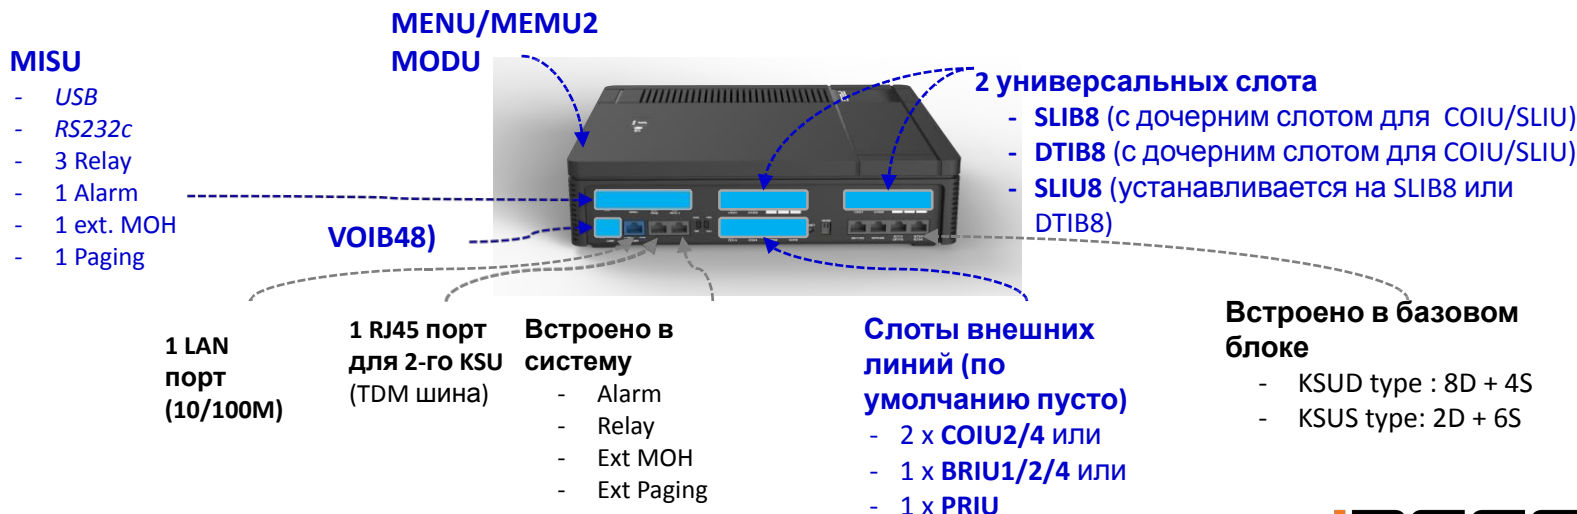 MENU/MEMU2
MODU
MISU
- USB
- RS232c
- 3 Relay
- 1 Alarm
- 1 ext. MOH
- 1 Paging
VOIB48)
2 универсальных слота
- SLIB8 (с дочерним слотом для COIU/SLIU)
- DTIB8 (с дочерним слотом для COIU/SLIU)
- SLIU8 (устанавливается на SLIB8 или
DTIB8)
1 LAN
порт
(10/100M)
1 RJ45 порт
для 2-го KSU
(TDM шина)
Встроено в
систему
- Alarm
- Relay
- Ext MOH
- Ext Paging
Слоты внешних
линий (по
умолчанию пусто)
- 2 x COIU2/4 или
- 1 x BRIU1/2/4 или
- 1 x PRIU
Встроено в базовом
блоке
- KSUD type : 8D + 4S
- KSUS type: 2D + 6S